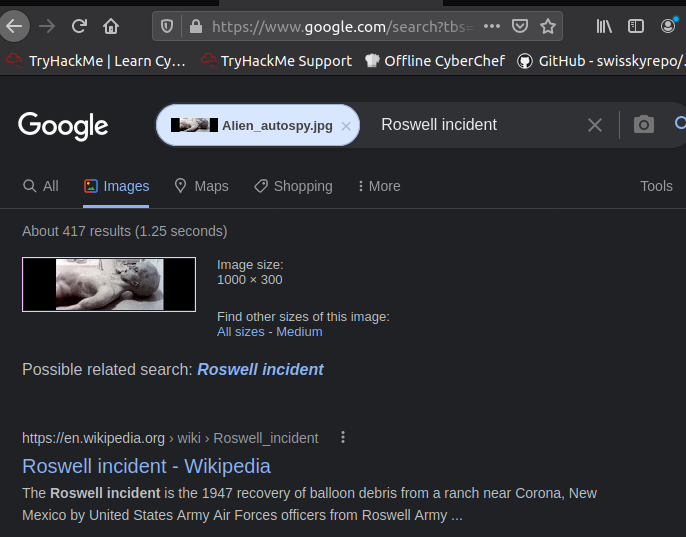 https://www.google.com/search?tbs=
TryHackMe | Learn Cy... TryHackMe Support Offline CyberChef GitHub - swisskyrepo/...
Google Alien_autospy.jpg Roswell incident
All Images Maps Shopping More Tools
About 417 results (1.25 seconds)
Image size:
1000 × 300
Find other sizes of this image:
All sizes - Medium
Possible related search: Roswell incident
https://en.wikipedia.org › wiki › Roswell_incident
Roswell incident - Wikipedia
The Roswell incident is the 1947 recovery of balloon debris from a ranch near Corona, New
Mexico by United States Army Air Forces officers from Roswell Army ...